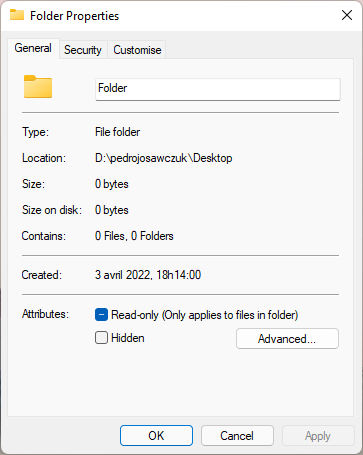 Folder Properties
General Security Customise
Folder
Type: File folder
Location: D:\pedrojosawczuk\Desktop
Size: 0 bytes
Size on disk: 0 bytes
Contains: 0 Files, 0 Folders
Created: 3 avril 2022, 18h14:00
Attributes: Read-only (Only applies to files in folder)
Hidden Advanced...
OK Cancel Apply